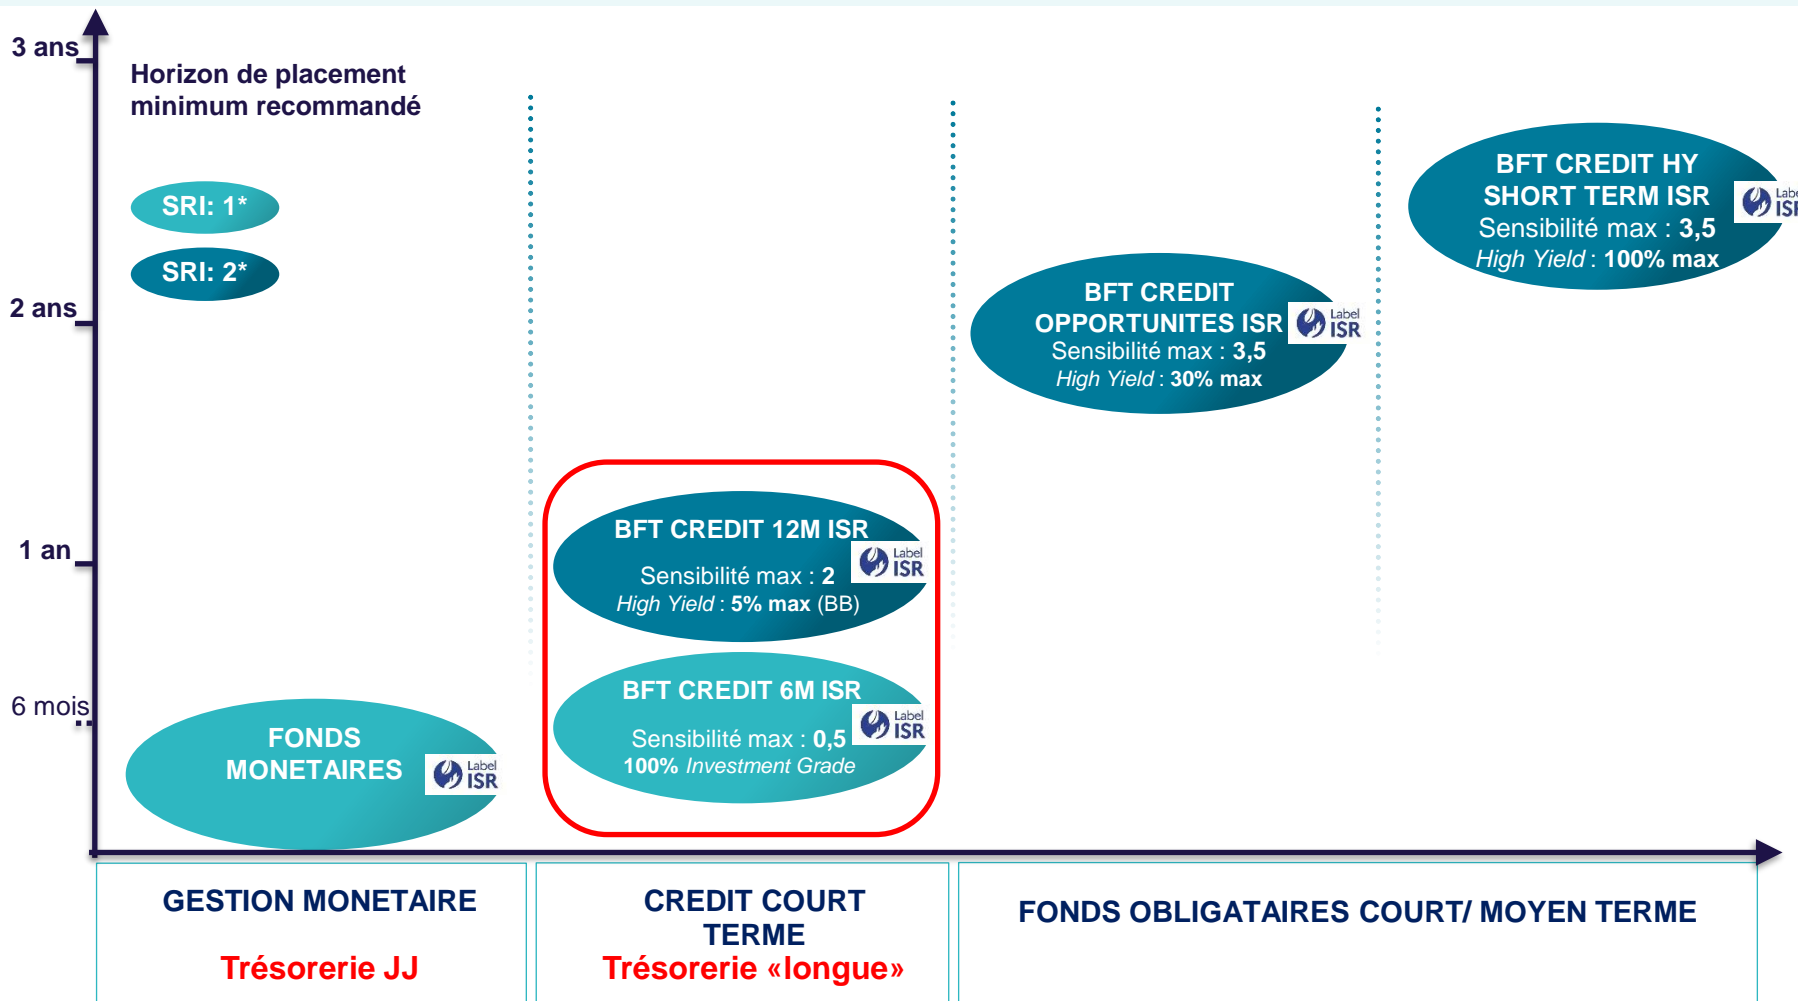 3 ans
Horizon de placement
minimum recommandé
SRI: 1*
SRI: 2*
2 ans
1 an
6 mois
BFT CREDIT HY
SHORT TERM ISR
Sensibilité max : 3,5
High Yield : 100% max
Label
ISR
BFT CREDIT
OPPORTUNITES ISR
Sensibilité max : 3,5
High Yield : 30% max
Label
ISR
BFT CREDIT 12M ISR
Sensibilité max : 2
High Yield : 5% max (BB)
Label
ISR
BFT CREDIT 6M ISR
Sensibilité max : 0,5
100% Investment Grade
Label
ISR
FONDS
MONETAIRES
Label
ISR
GESTION MONETAIRE
Trésorerie JJ
CREDIT COURT
TERME
Trésorerie «longue»
FONDS OBLIGATAIRES COURT/ MOYEN TERME